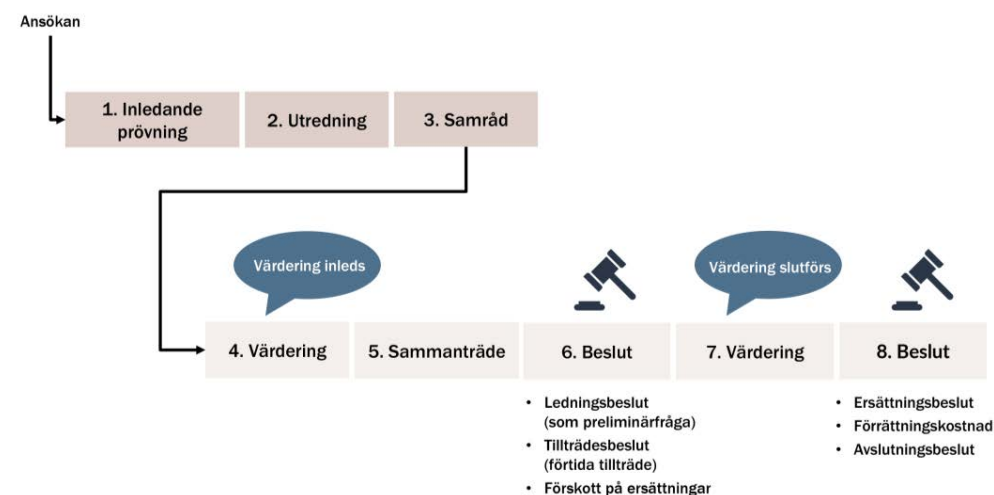 Ansökan
1. Inledande
prövning
2. Utredning
3. Samråd
Värdering inleds
Värdering slutförs
4. Värdering
5. Sammanträde
6. Beslut
7. Värdering
8. Beslut
• Ledningsbeslut
(som preliminärfråga)
• Tillträdesbeslut
(förtida tillträde)
• Förskott på ersättningar
• Ersättningsbeslut
• Förrättningskostnad
• Avslutningsbeslut